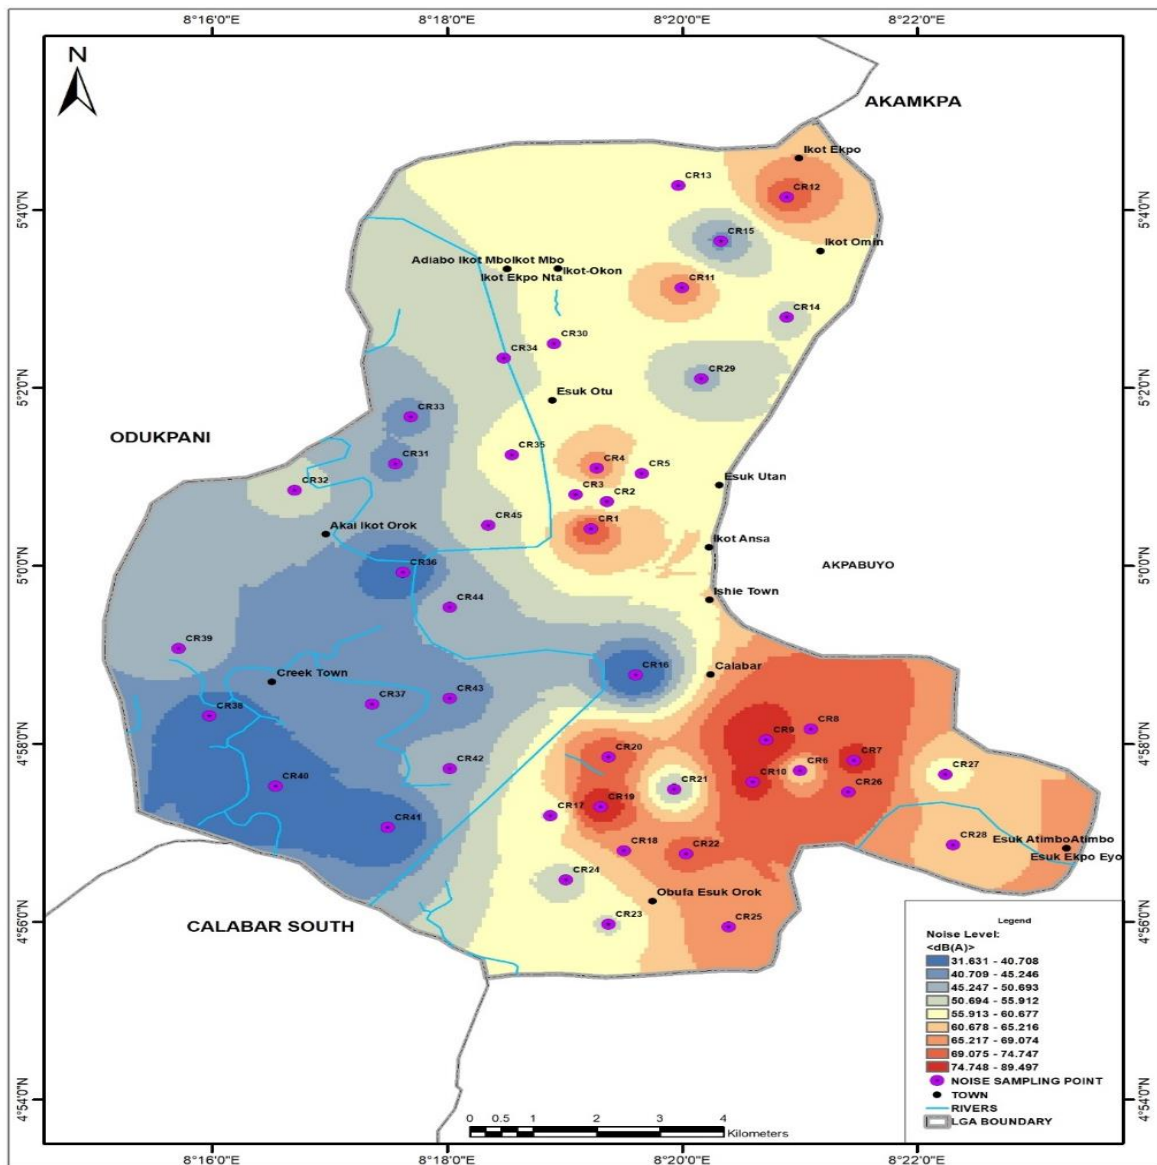 8°16'0"E 8°18'0"E 8°20'0"E 8°22'0"E
N
AKAMKPA
Ikot Ekpo
CR13
CR12
5°4'0"N 5°4'0"N
CR15
Ikot Omin
Adiabo Ikot MboIkot Mbo
Ikot-Okon
Ikot Ekpo Nta
CR11
CR14
CR30
CR34
CR29
5°2'0"N 5°2'0"N
Esuk Otu
CR33
ODUKPANI
CR35
CR31
CR4
CR5
CR32
Esuk Utan
CR3
CR2
CR45
CR1
Akai Ikot Orok
Ikot Ansa
5°0'0"N 5°0'0"N
CR36
AKPABUYO
Ishie Town
CR44
CR39
CR16
Calabar
Creek Town
CR43
CR37
CR38
CR8
CR9
4°58'0"N 4°58'0"N
CR20
CR7
CR42
CR6
CR27
CR21
CR10
CR26
CR40
CR19
CR17
CR41
CR28
Esuk AtimboAtimbo
CR18
CR22
Esuk Ekpo Eyo
CR24
Obufa Esuk Orok
CR23
CR25
4°56'0"N 4°56'0"N
CALABAR SOUTH
Legend
Noise Level:
<dB(A)>
31.631 - 40.708
40.709 - 45.246
45.247 - 50.693
50.694 - 55.912
55.913 - 60.677
60.678 - 65.216
65.217 - 69.074
69.075 - 74.747
74.748 - 89.497
NOISE SAMPLING POINT
TOWN
RIVERS
LGA BOUNDARY
4°54'0"N 4°54'0"N
0 0.5 1 2 3 4
Kilometers
8°16'0"E 8°18'0"E 8°20'0"E 8°22'0"E